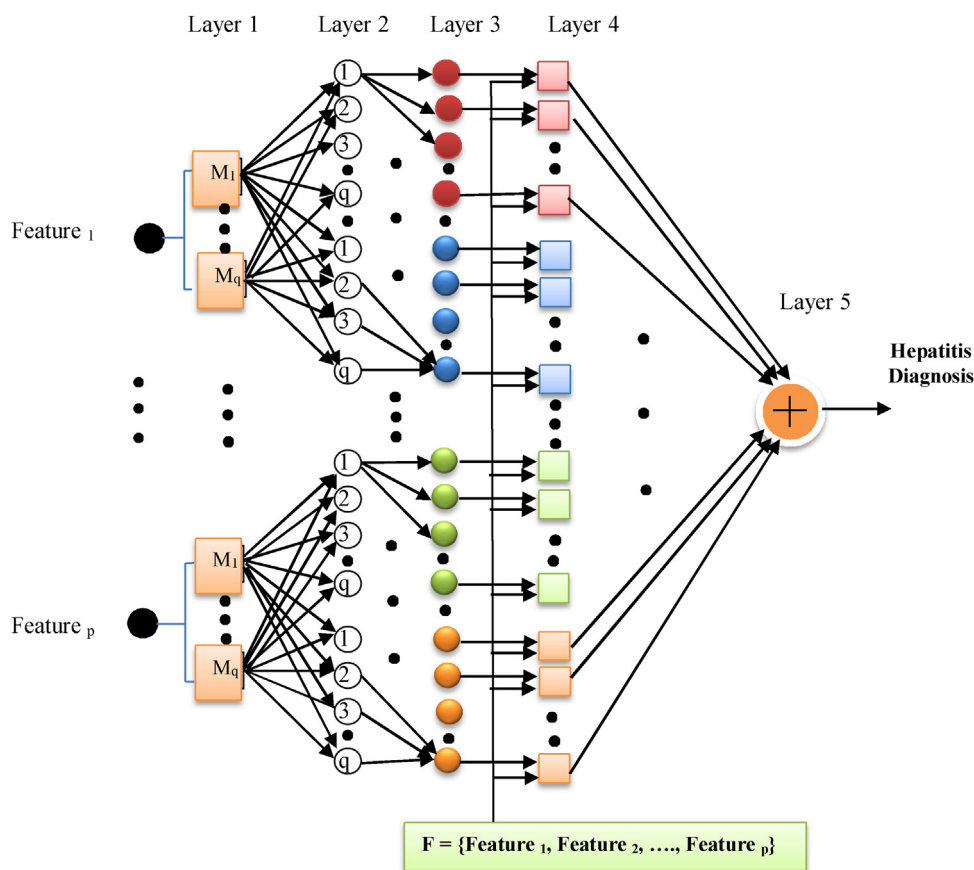 Layer 1
Layer 2
Layer 3
Layer 4
1
2
3
q
1
2
3
q
M1
Mq
Feature 1
Layer 5
Hepatitis
Diagnosis
+
1
2
3
q
1
2
3
q
M1
Mq
Feature p
F = {Feature 1, Feature 2, …., Feature p}